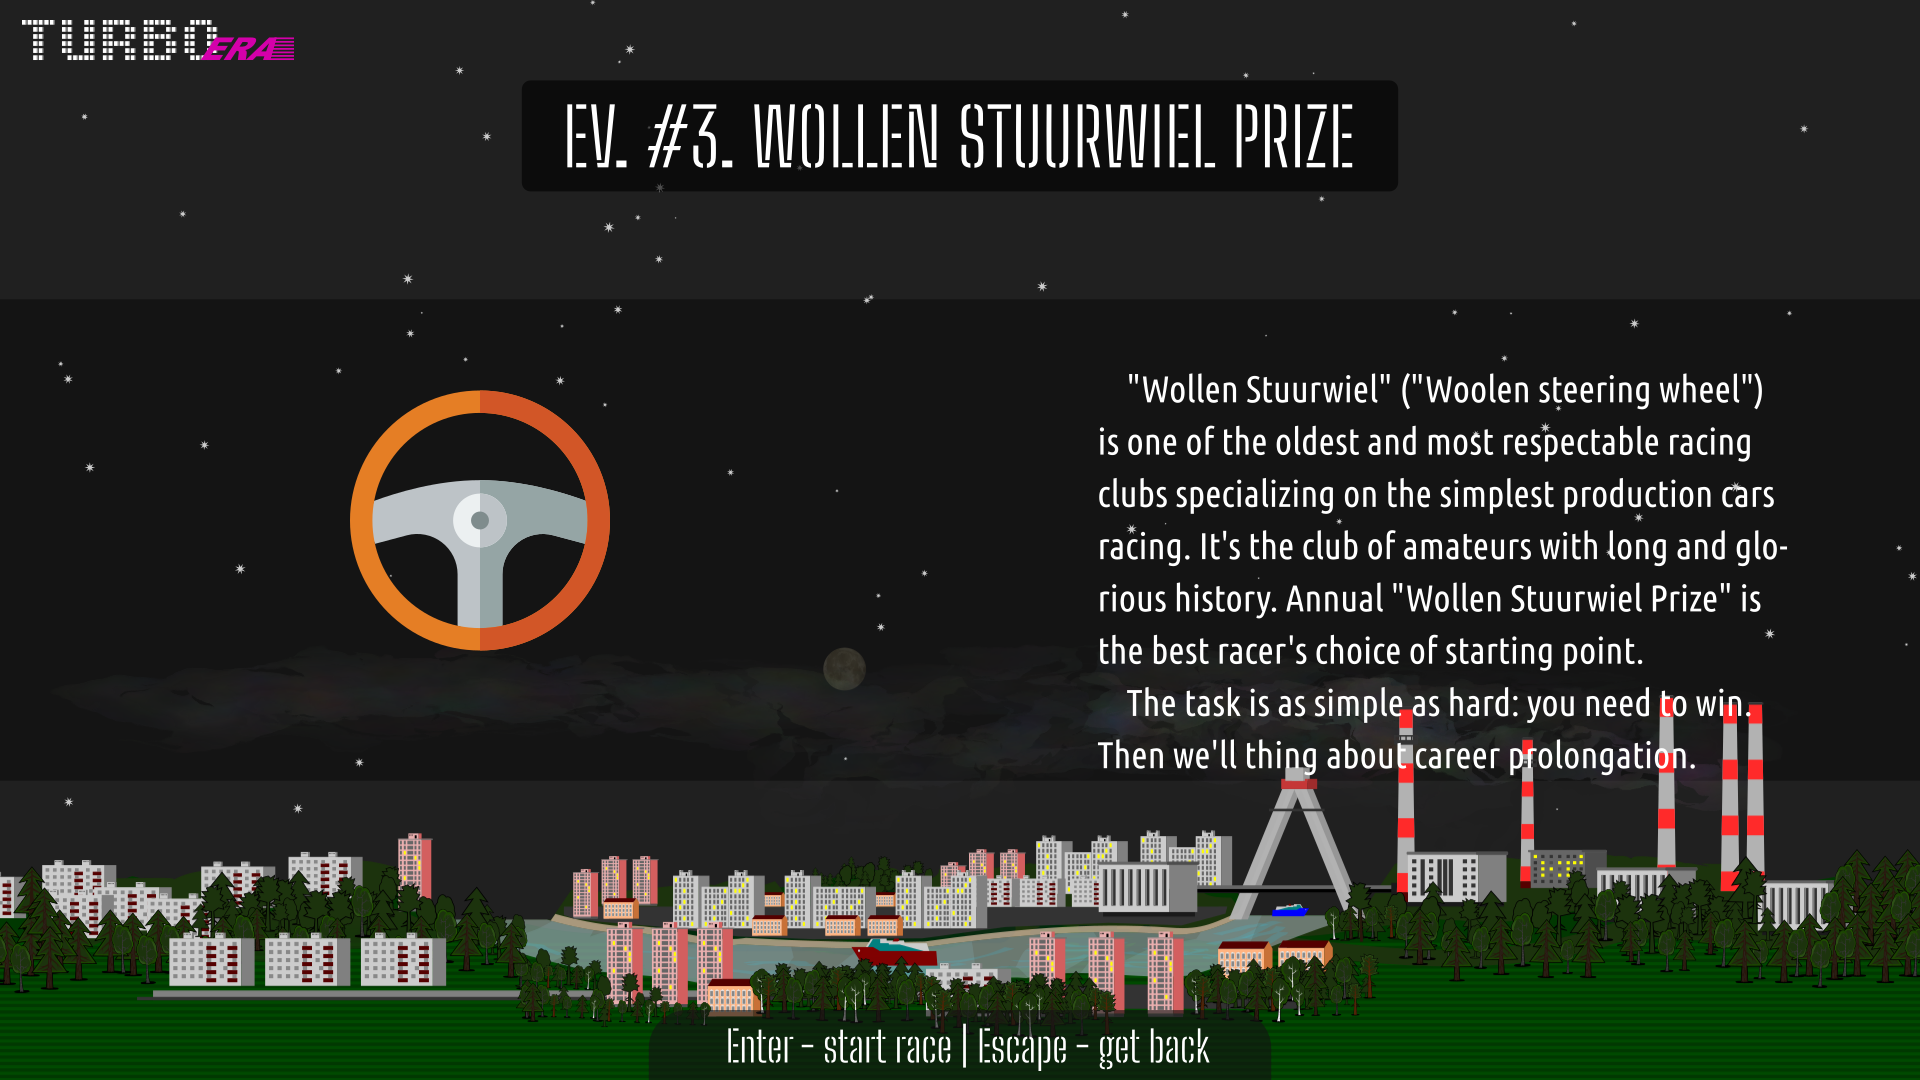 TURBO ERA
EV. #3. WOLLEN STUURWIEL PRIZE
"Wollen Stuurwiel" ("Woolen steering wheel")
is one of the oldest and most respectable racing
clubs specializing on the simplest production cars
racing. It's the club of amateurs with long and glo-
rious history. Annual "Wollen Stuurwiel Prize" is
the best racer's choice of starting point.
The task is as simple as hard: you need to win.
Then we'll thing about career prolongation.
Enter - start race | Escape - get back